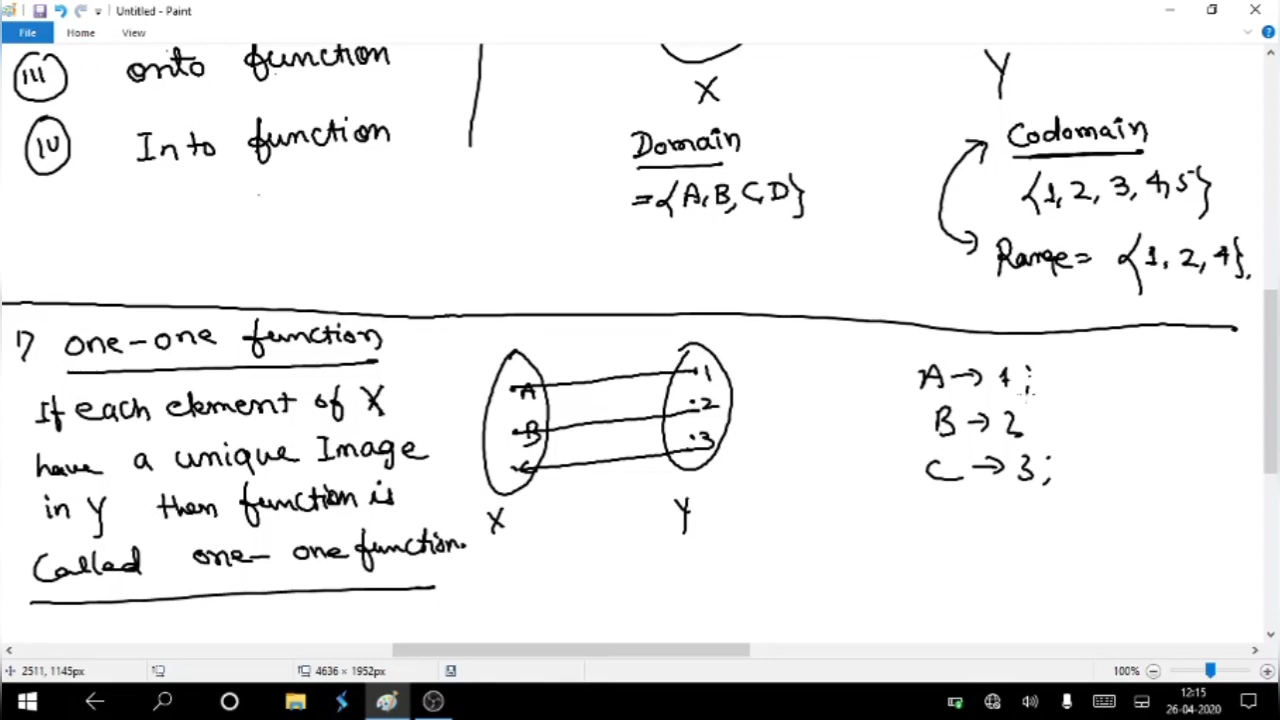 Untitled - Paint
File Home View
(iii) onto function
(iv) Into function
X
Domain
= {A, B, C, D}
Y
Codomain
{1, 2, 3, 4, 5}
Range = {1, 2, 4}.
1) one-one function
If each element of X
have a unique Image
in Y then function is
Called one-one function.
A
B
C
X
.1
.2
.3
Y
A → 1;
B → 2
C → 3;
2511, 1145px
4636 × 1952px
100%
12:15
26-04-2020